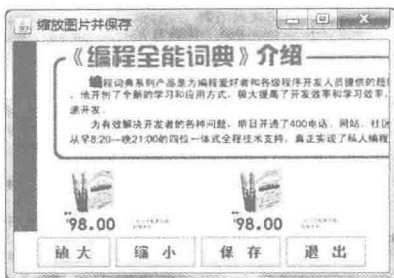 缩放图片并保存
《编程全能词典》介绍
编程词典系列产品是为编程爱好者和各级程序开发人员提供的超
，他开创了全新的学习和应用方式，极大提高了开发效率和学习效率，
源开发。
为有效解决开发者的各种问题，明日开通了400电话、网站、社区
从早8:20--晚21:00的四位一体式全程技术支持，真正实现了私人编程
¥98.00 ¥98.00
放大 缩小 保存 退出